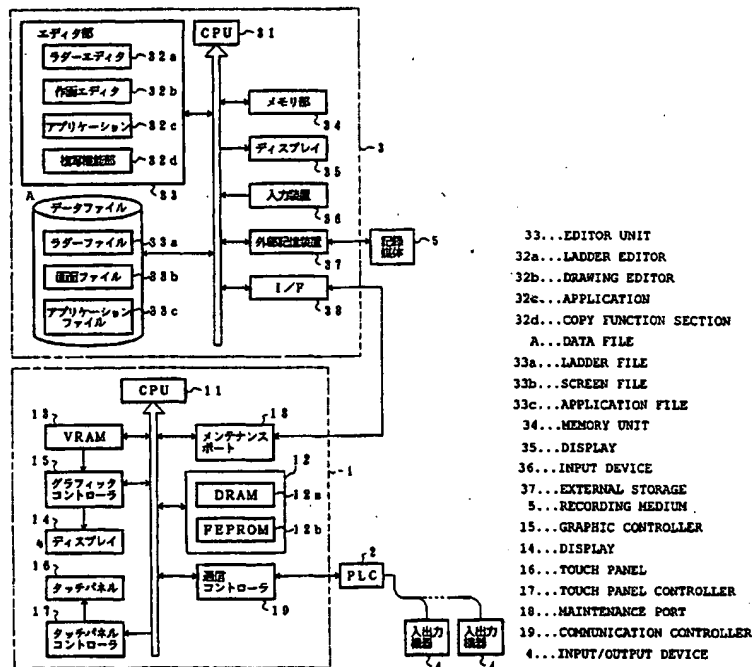 エディタ部
ラダーエディタ 32a
作画エディタ 32b
アプリケーション 32c
複写機能部 32d
33
A
データファイル
ラダーファイル 33a
画面ファイル 33b
アプリケーション
ファイル 33c
CPU 31
メモリ部
34
ディスプレイ
35
3
入力装置
36
外部記憶装置
37
記録
媒体
5
I/F
38
CPU 11
13
VRAM
15
グラフィック
コントローラ
14
ディスプレイ
16
タッチパネル
17
タッチパネル
コントローラ
18
メンテナンス
ポート
12
DRAM 12a
FEPROM 12b
1
通信
コントローラ
19
2
PLC
入出力
機器
4
入出力
機器
4
33...EDITOR UNIT
32a...LADDER EDITOR
32b...DRAWING EDITOR
32c...APPLICATION
32d...COPY FUNCTION SECTION
A...DATA FILE
33a...LADDER FILE
33b...SCREEN FILE
33c...APPLICATION FILE
34...MEMORY UNIT
35...DISPLAY
36...INPUT DEVICE
37...EXTERNAL STORAGE
5...RECORDING MEDIUM
15...GRAPHIC CONTROLLER
14...DISPLAY
16...TOUCH PANEL
17...TOUCH PANEL CONTROLLER
18...MAINTENANCE PORT
19...COMMUNICATION CONTROLLER
4...INPUT/OUTPUT DEVICE